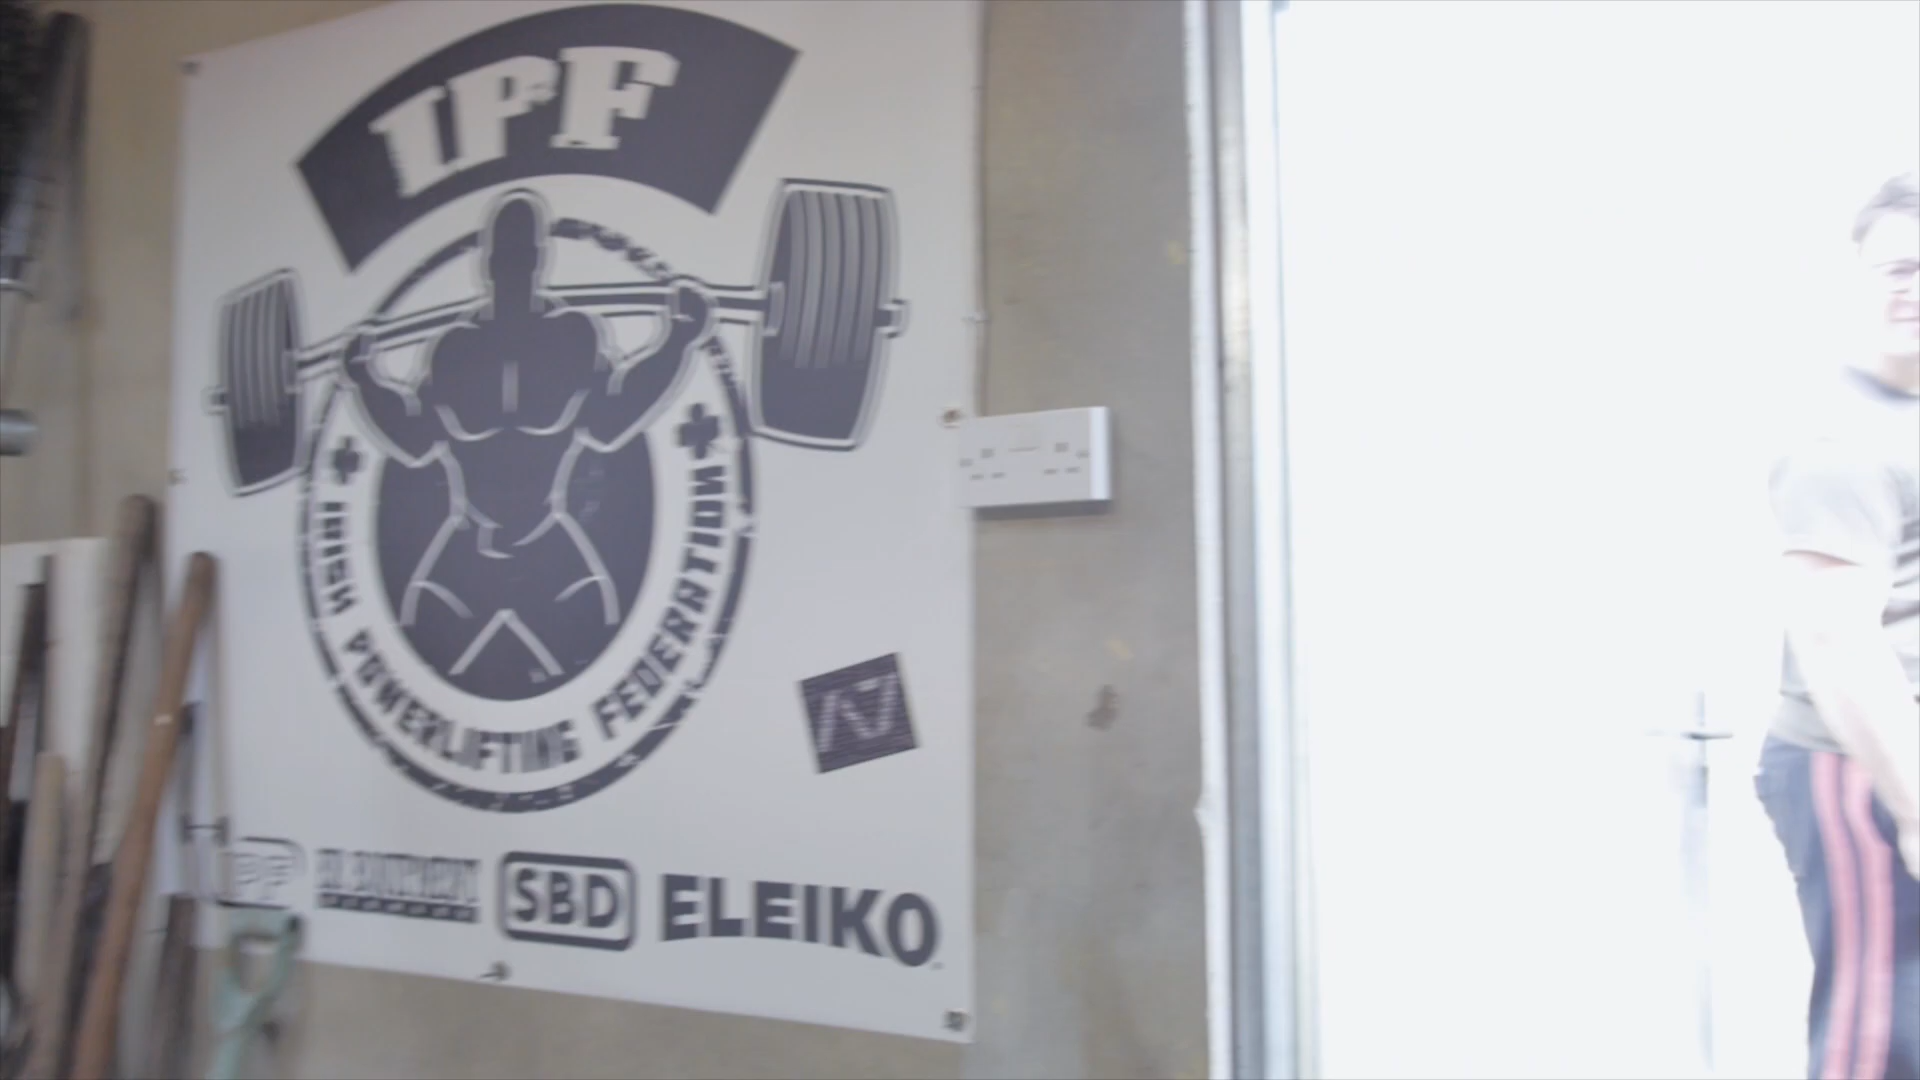 IPF
IRISH POWERLIFTING FEDERATION
SBD
ELEIKO